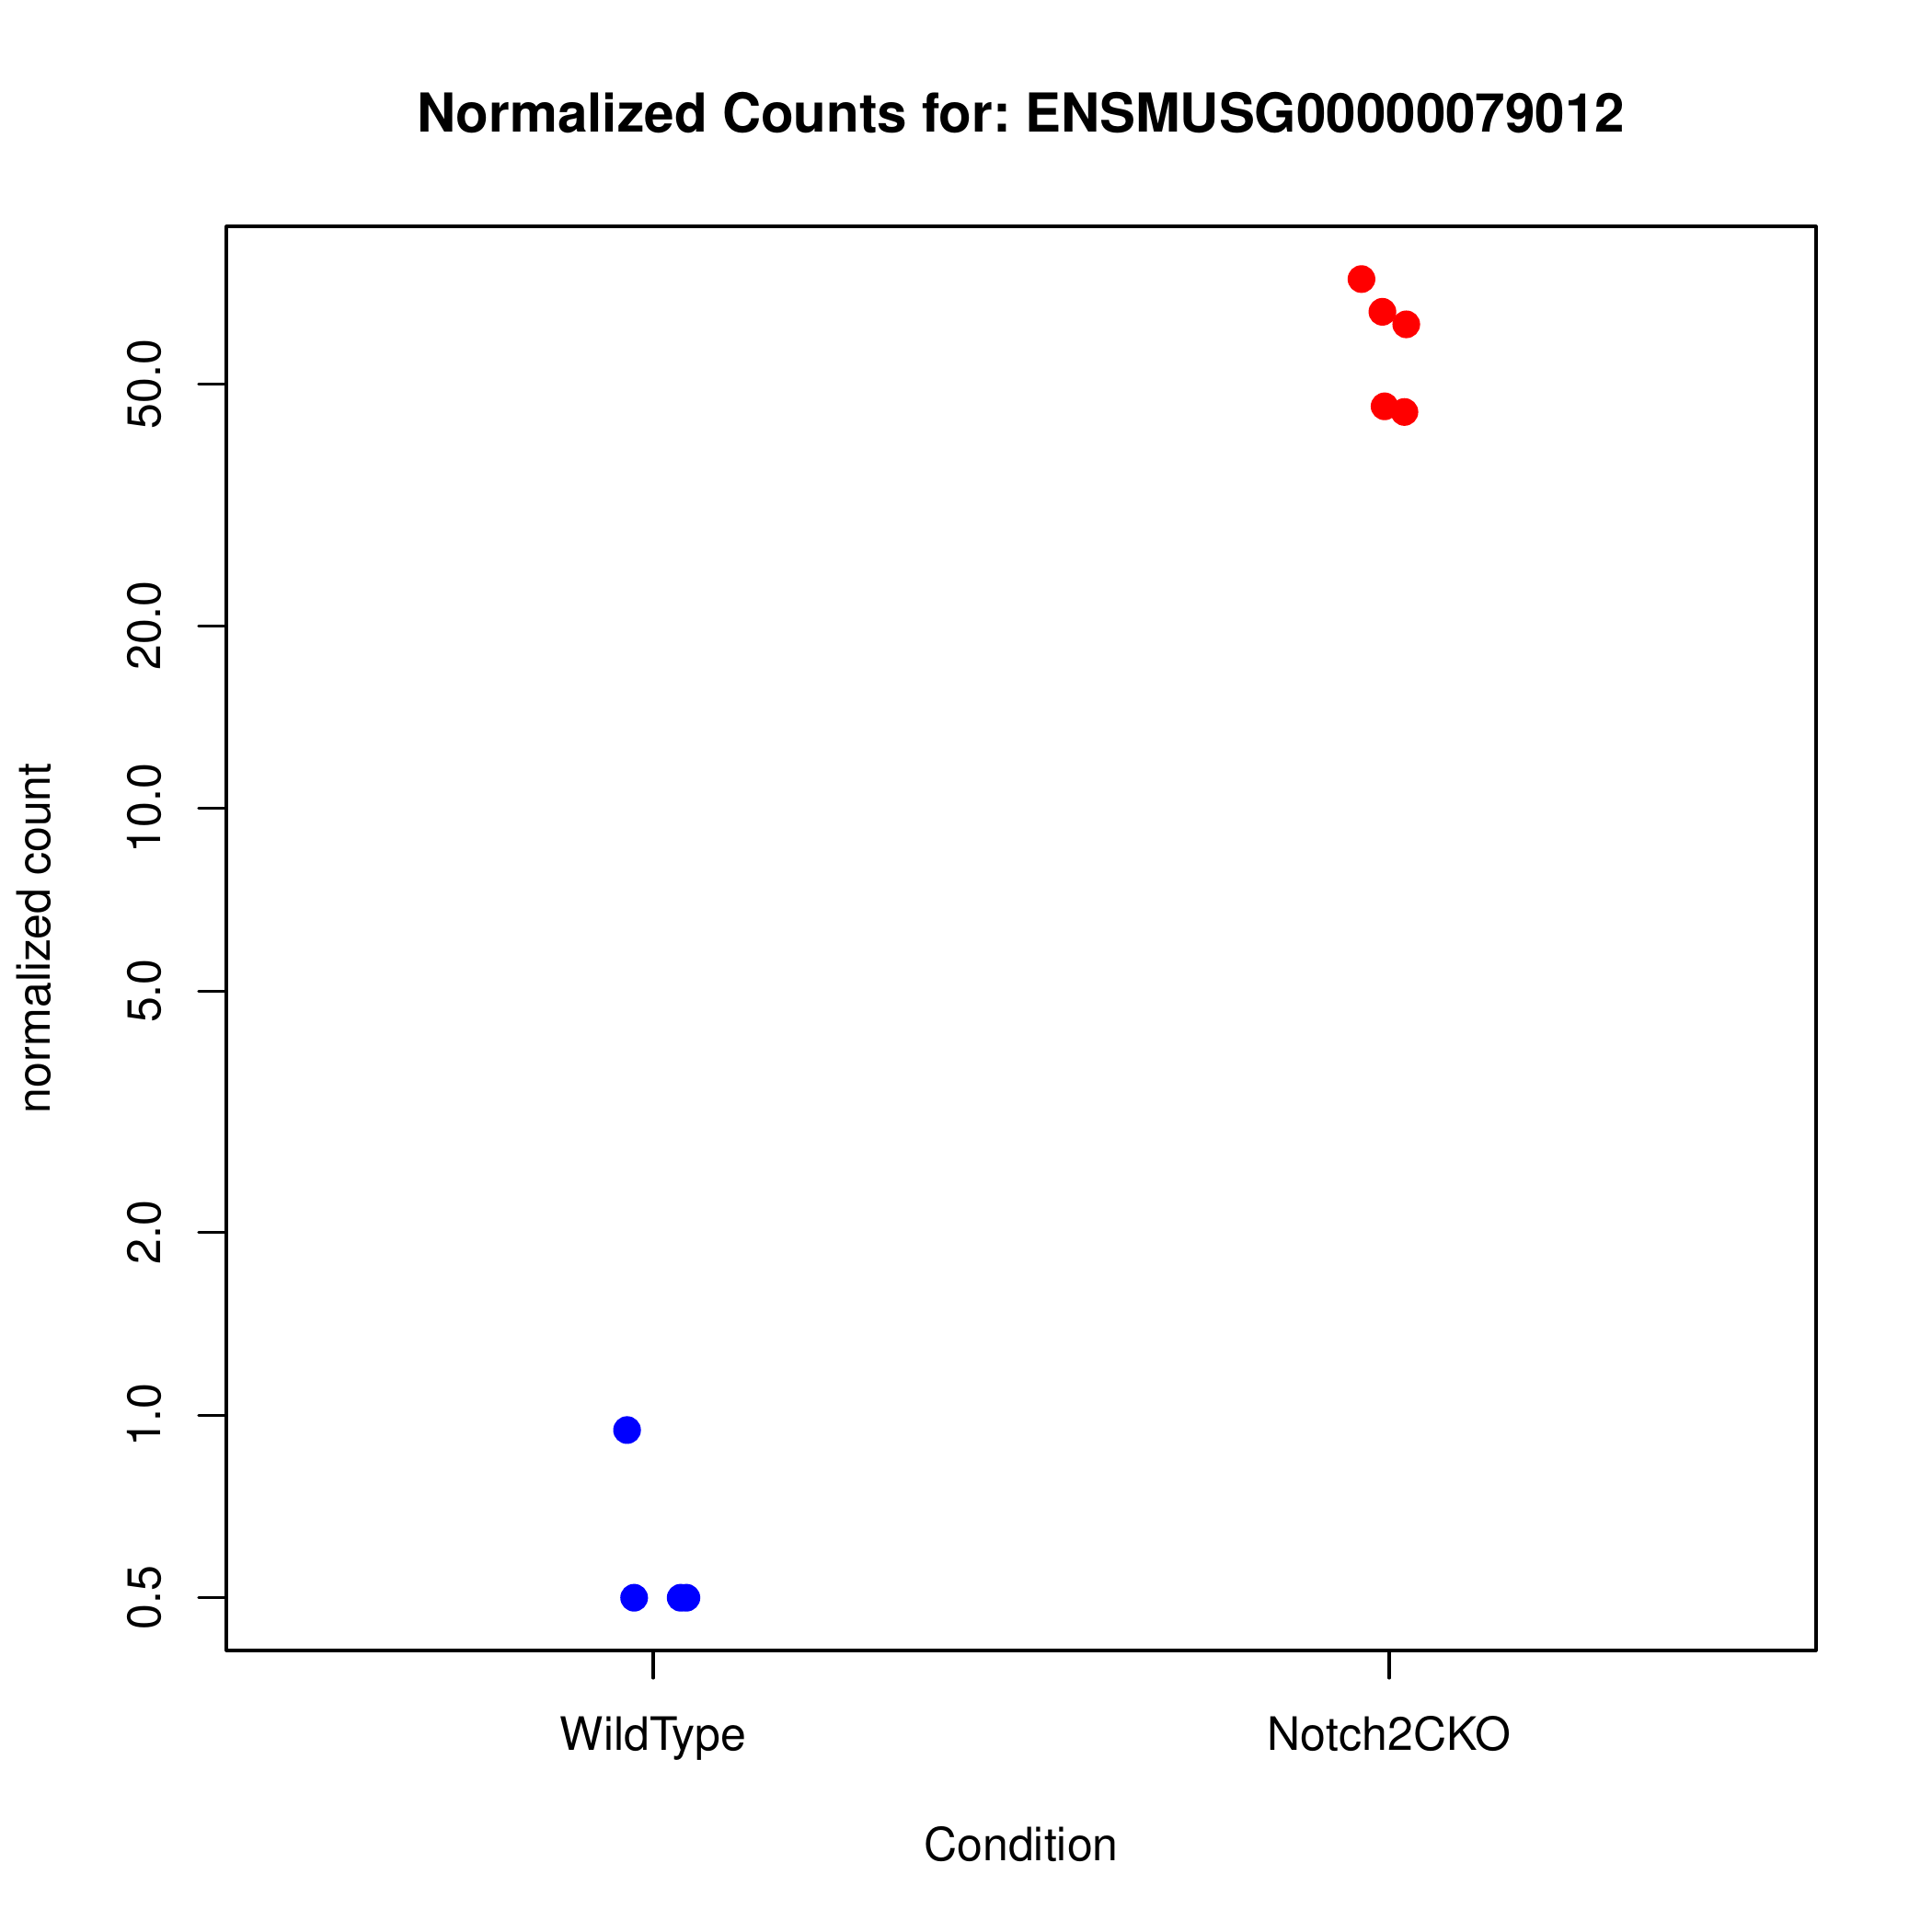 Normalized Counts for: ENSMUSG00000079012
normalized count
50.0
20.0
10.0
5.0
2.0
1.0
0.5
WildType
Notch2CKO
Condition